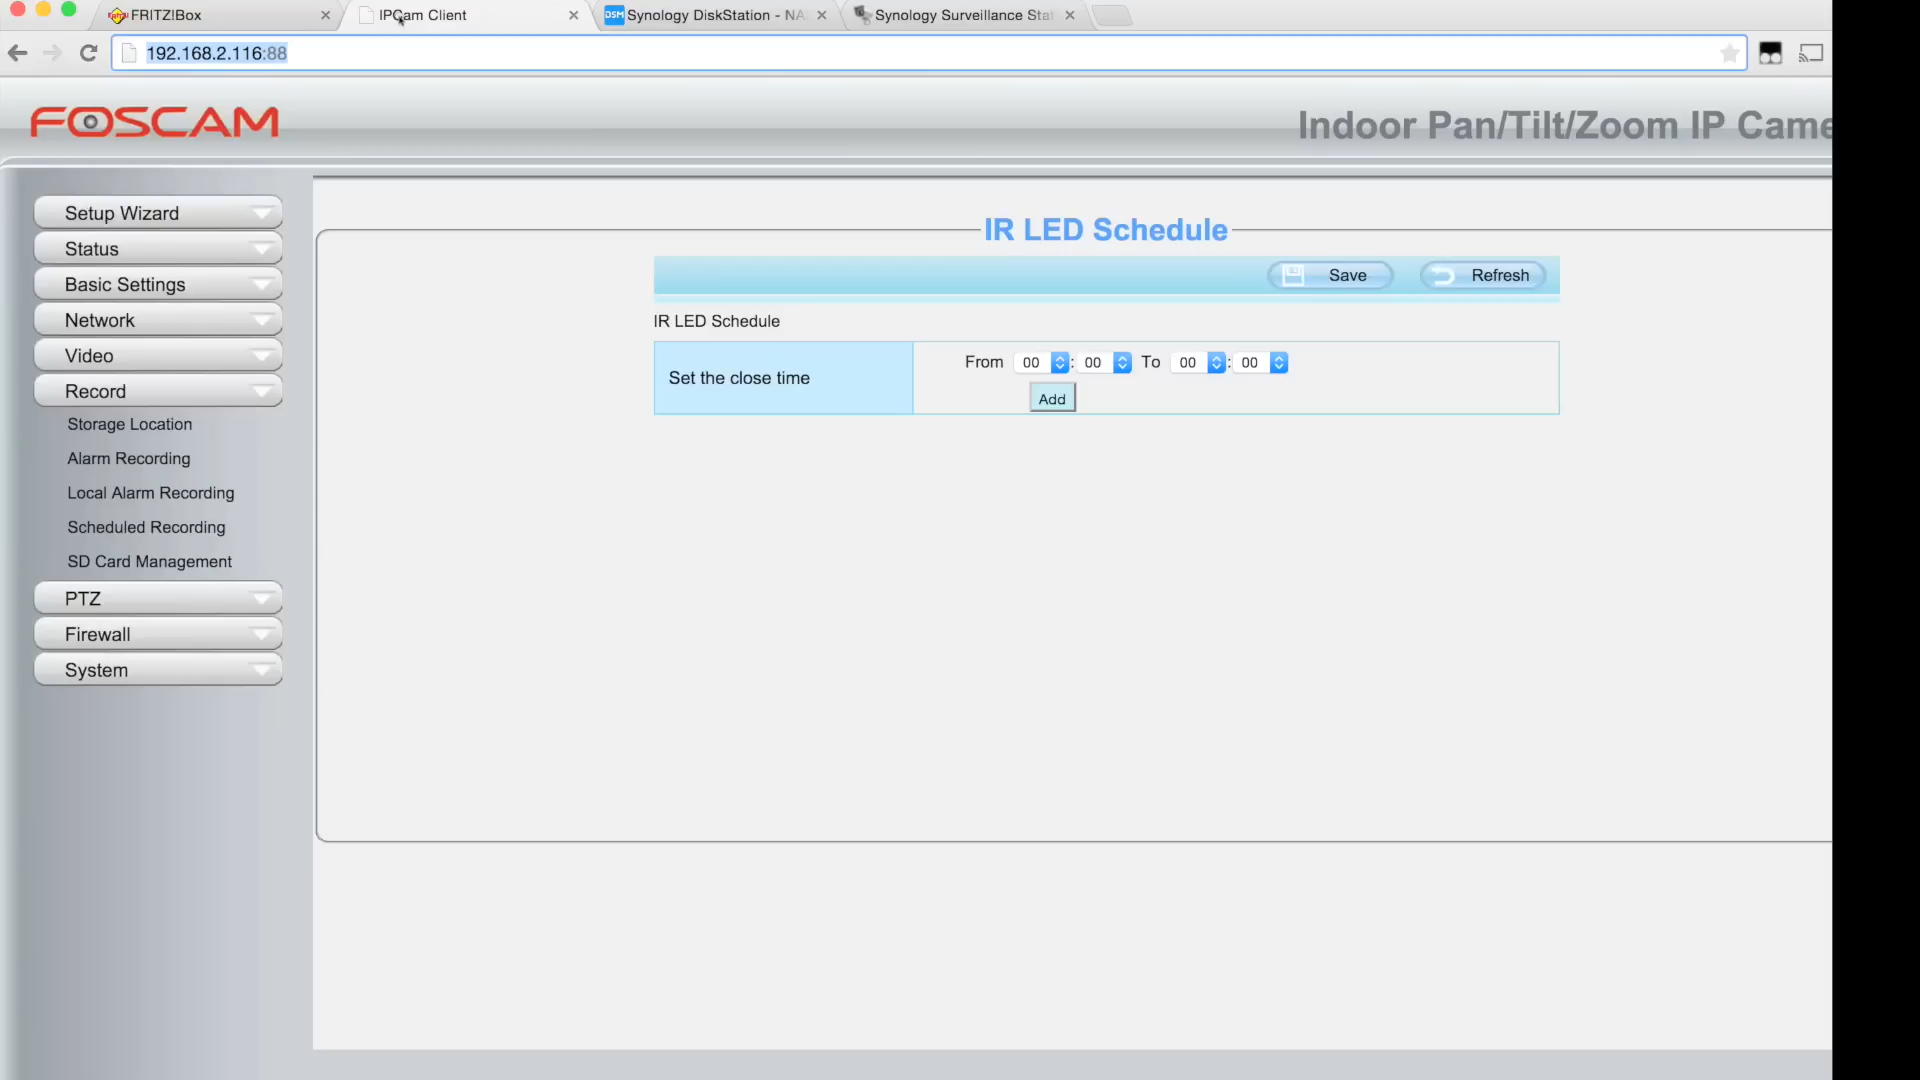 FRITZ!Box
IPCam Client
Synology DiskStation - NA
Synology Surveillance Sta
192.168.2.116:88
FOSCAM
Indoor Pan/Tilt/Zoom IP Came
Setup Wizard
Status
Basic Settings
Network
Video
Record
Storage Location
Alarm Recording
Local Alarm Recording
Scheduled Recording
SD Card Management
PTZ
Firewall
System
IR LED Schedule
Save
Refresh
IR LED Schedule
Set the close time
From 00 : 00 To 00 : 00
Add